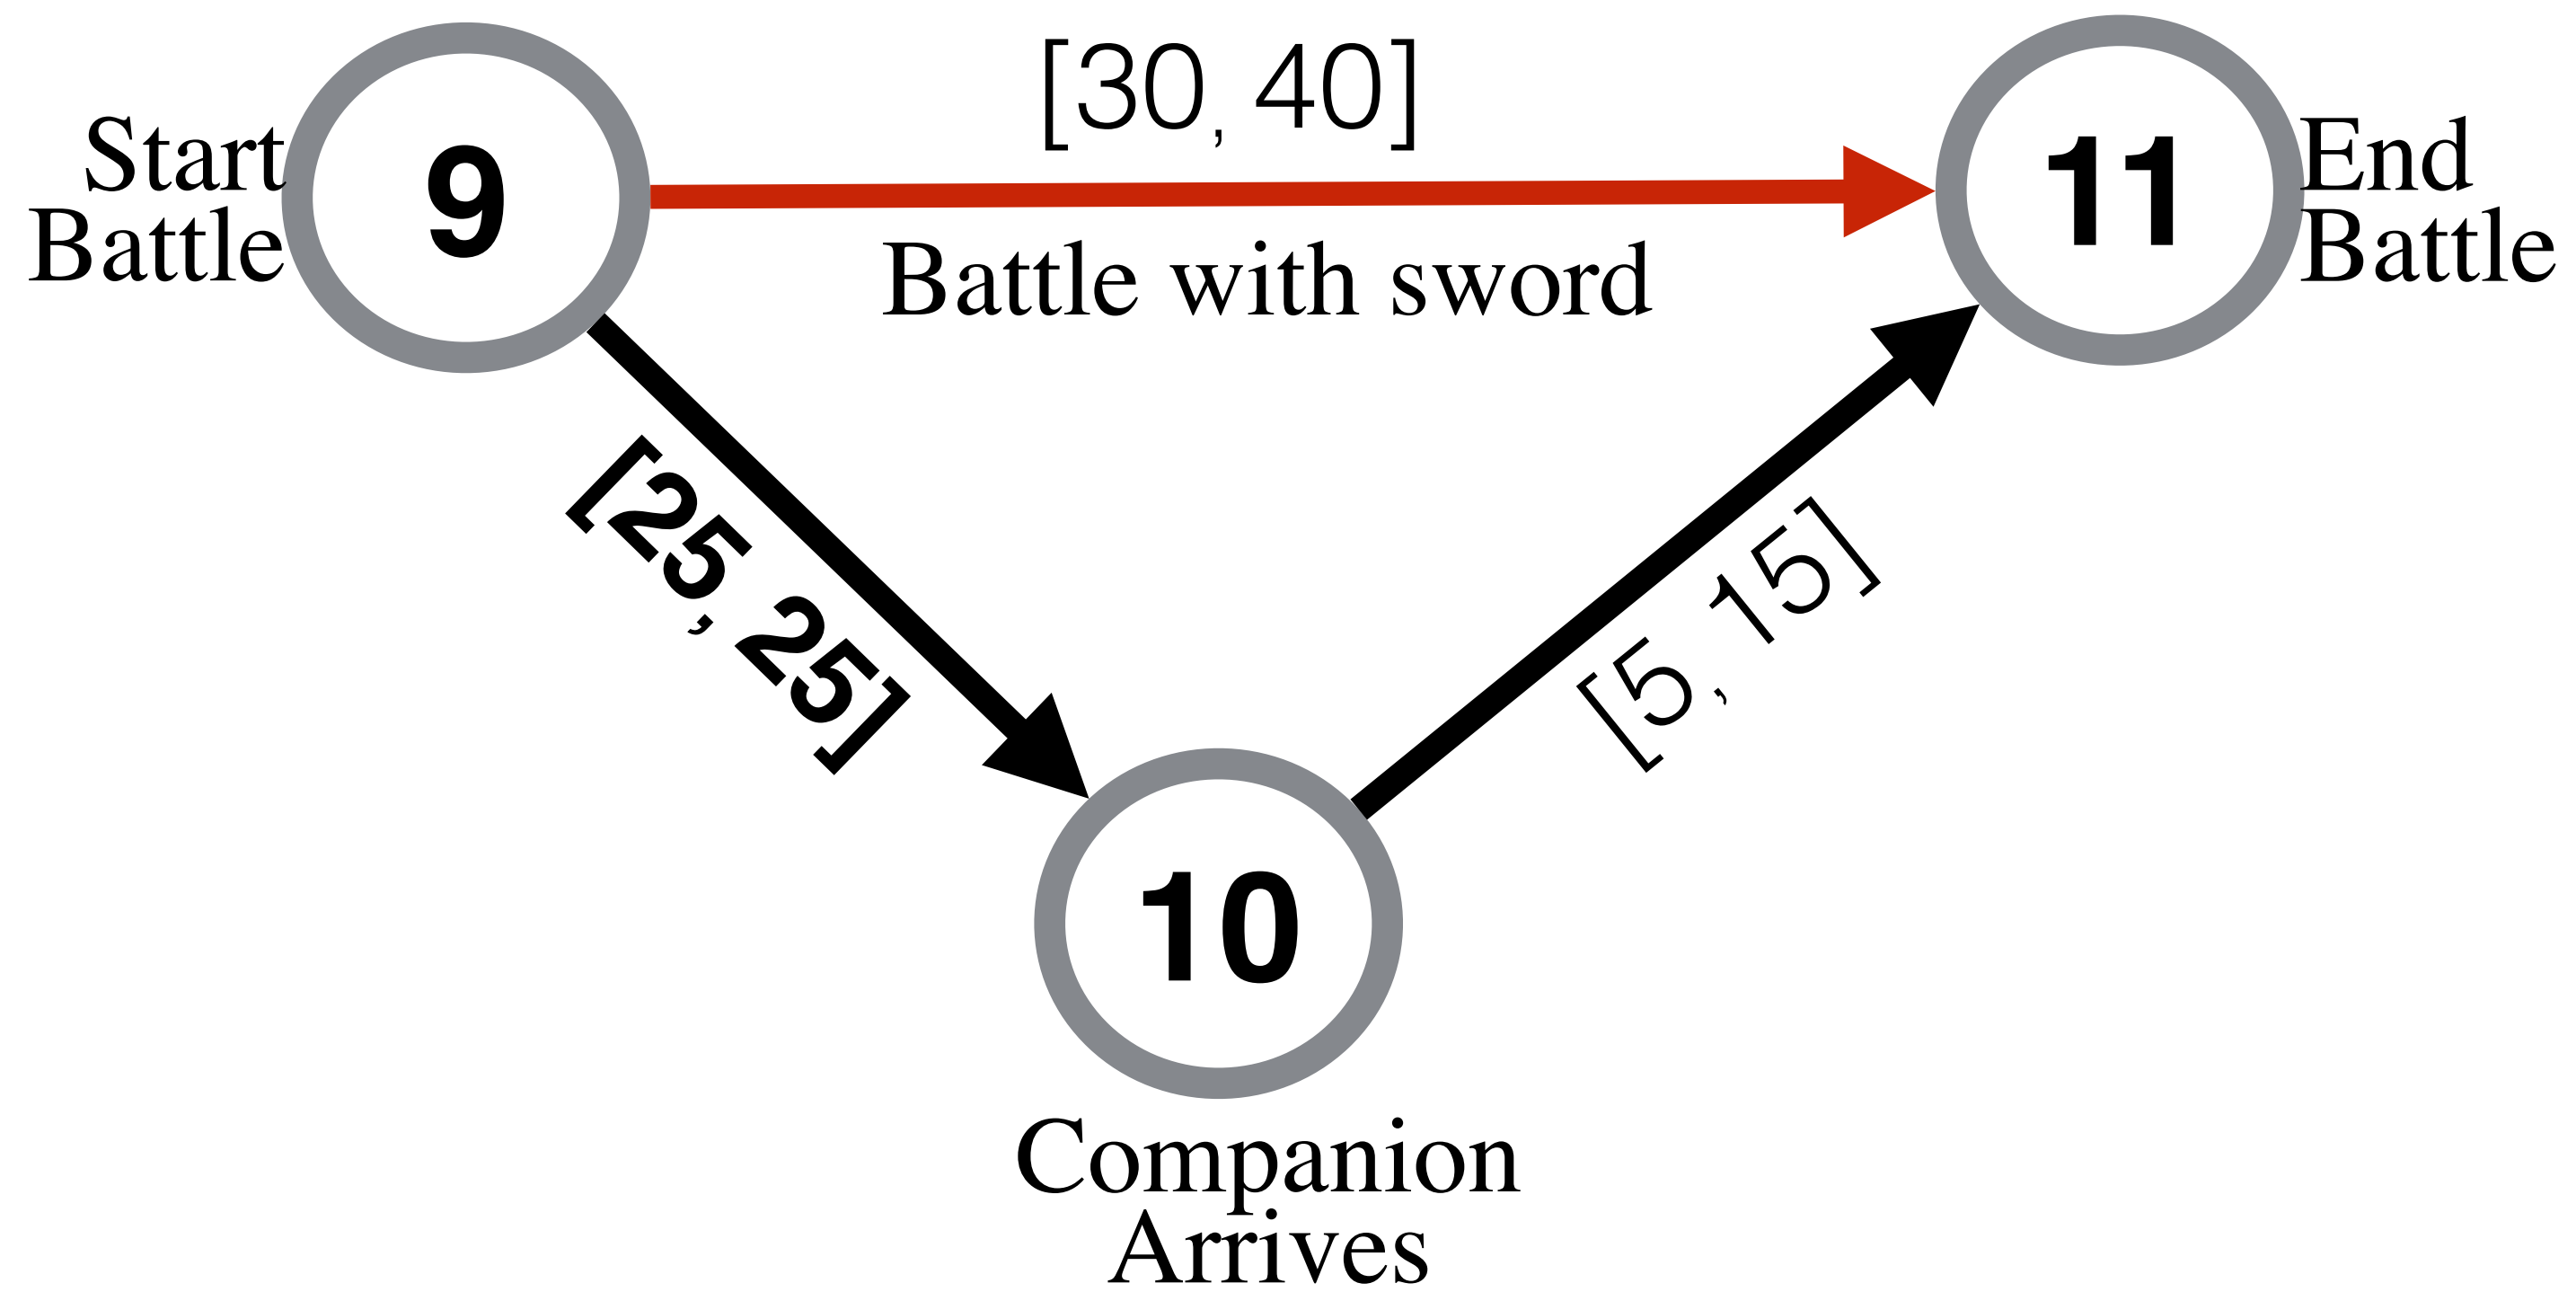 [30, 40]
Start
Battle
9
11
End
Battle
Battle with sword
[25, 25]
[5, 15]
10
Companion
Arrives